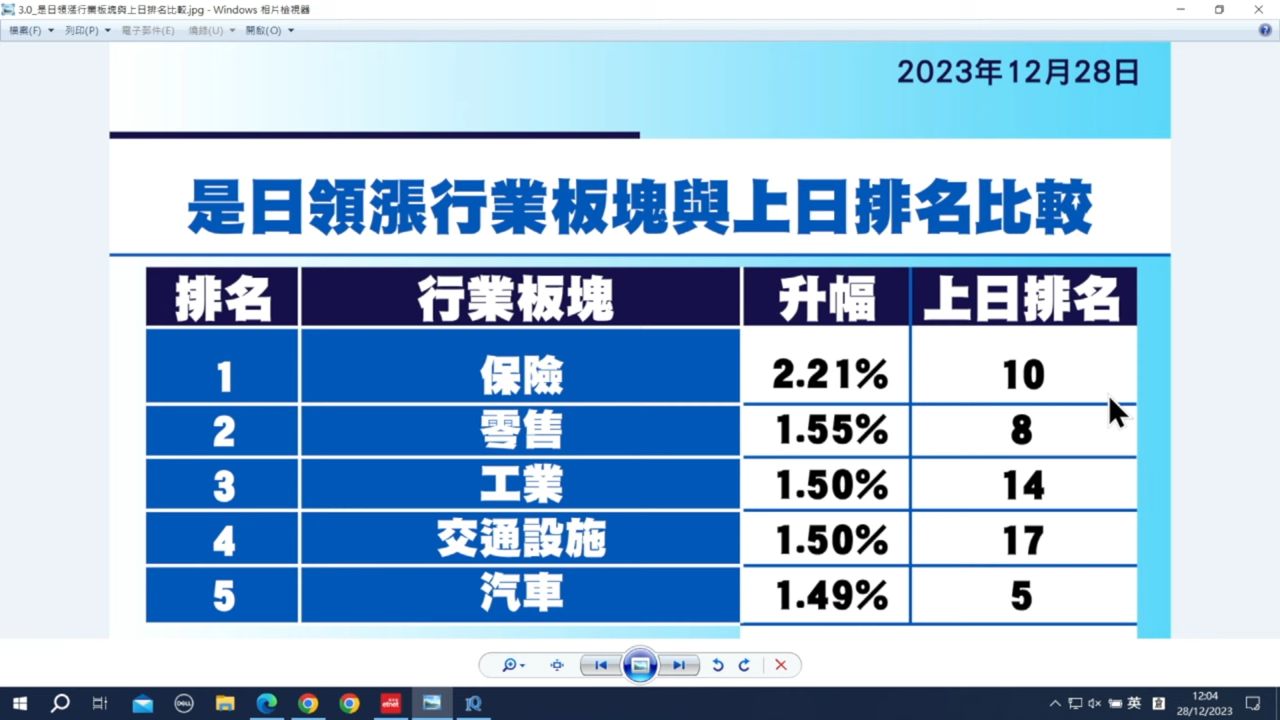 3.0_是日領漲行業板塊與上日排名比較.jpg - Windows 相片檢視器
檔案(F) 列印(P) 電子郵件(E) 燒錄(U) 開啟(O)
2023年12月28日
是日領漲行業板塊與上日排名比較
排名 行業板塊 升幅 上日排名
1 保險 2.21% 10
2 零售 1.55% 8
3 工業 1.50% 14
4 交通設施 1.50% 17
5 汽車 1.49% 5
DELL
etnet
IQ
英
倉
12:04
28/12/2023